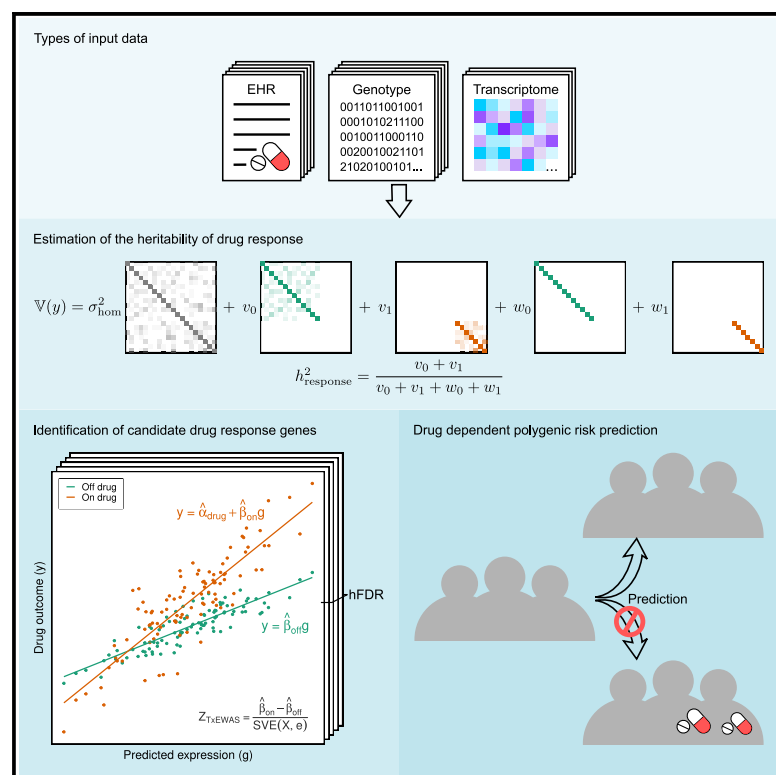 Types of input data
EHR
Genotype
0011011001001
0001010211100
0010011000110
0020010021101
21020100101...
Transcriptome
...
Estimation of the heritability of drug response
𝕍(y) = σ²hom + v₀ + v₁ + w₀ + w₁
h²response = (v₀ + v₁) / (v₀ + v₁ + w₀ + w₁)
Identification of candidate drug response genes
Off drug
On drug
y = α̂drug + β̂on g
hFDR
y = β̂off g
ZTxEWAS = (β̂on − β̂off) / SVE(X, e)
Drug outcome (y)
Predicted expression (g)
Drug dependent polygenic risk prediction
Prediction